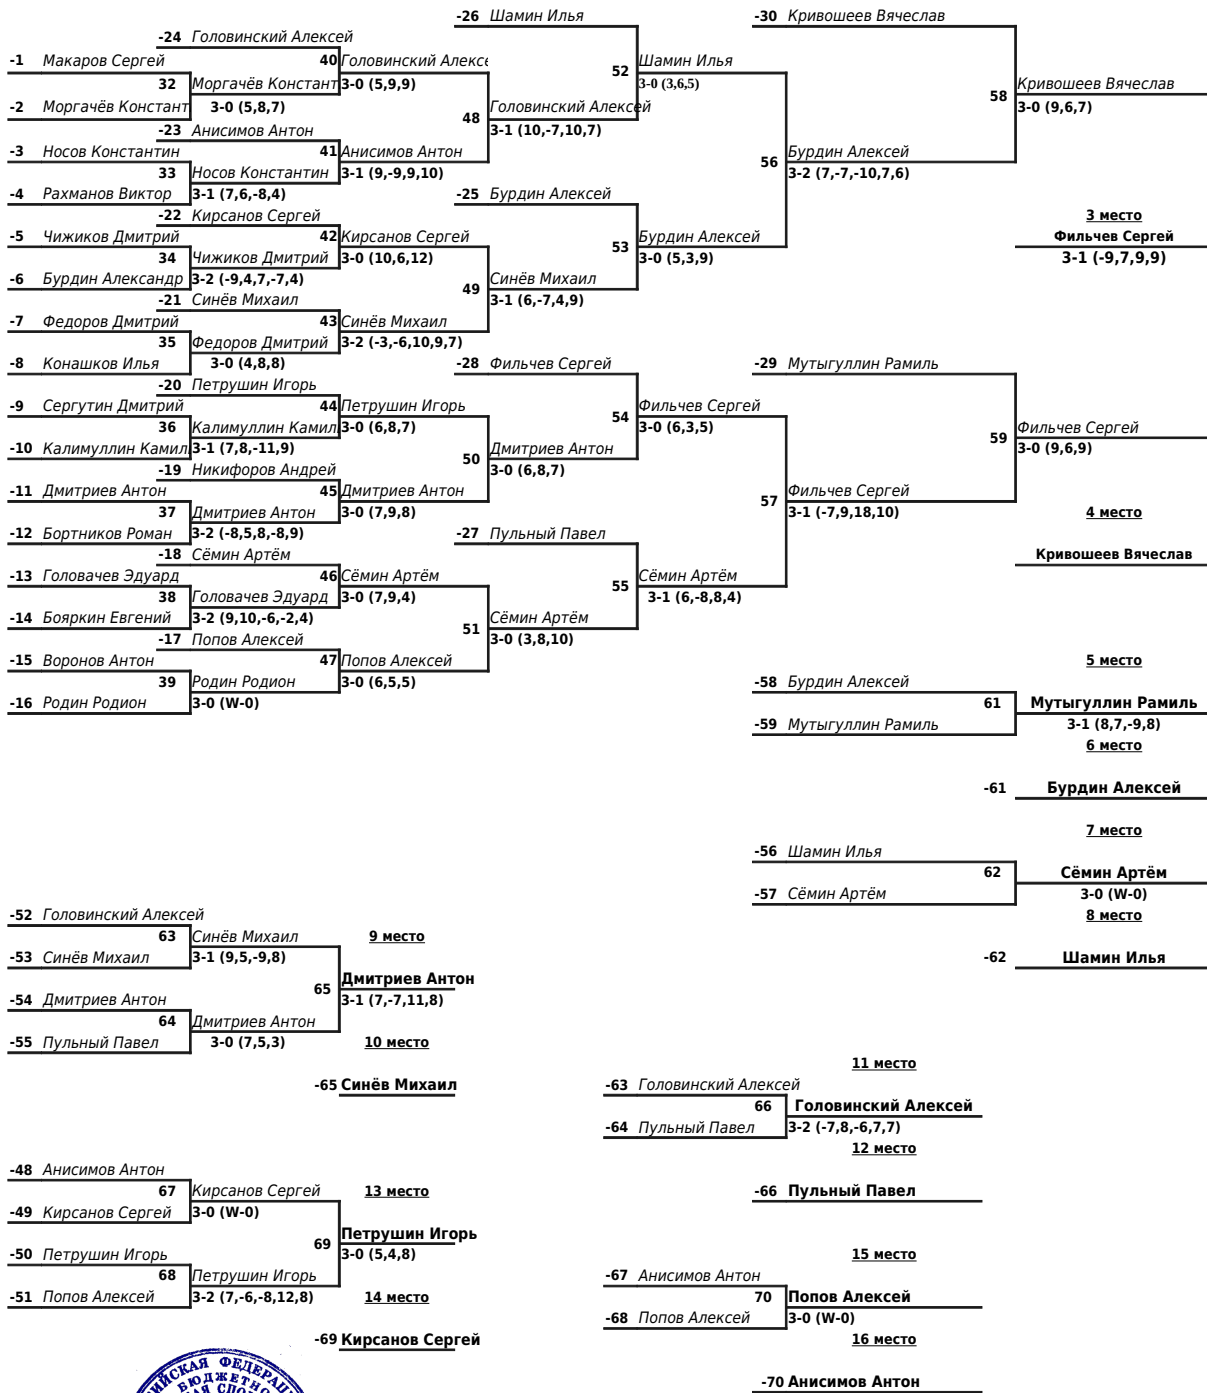 -26 Шамин Илья
-30 Кривошеев Вячеслав
-24 Головинский Алексей
-1 Макаров Сергей
40 Головинский Алексе
52 Шамин Илья
32 Моргачёв Констант 3-0 (5,9,9)
3-0 (3,6,5)
58 Кривошеев Вячеслав
-2 Моргачёв Констант 3-0 (5,8,7)
48 Головинский Алексей
3-0 (9,6,7)
-23 Анисимов Антон
3-1 (10,-7,10,7)
-3 Носов Константин
41 Анисимов Антон
56 Бурдин Алексей
33 Носов Константин 3-1 (9,-9,9,10)
3-2 (7,-7,-10,7,6)
-4 Рахманов Виктор 3-1 (7,6,-8,4)
-25 Бурдин Алексей
-22 Кирсанов Сергей
3 место
-5 Чижиков Дмитрий
42 Кирсанов Сергей
53 Бурдин Алексей
Фильчев Сергей
34 Чижиков Дмитрий 3-0 (10,6,12)
3-0 (5,3,9)
3-1 (-9,7,9,9)
-6 Бурдин Александр 3-2 (-9,4,7,-7,4)
49 Синёв Михаил
-21 Синёв Михаил
3-1 (6,-7,4,9)
-7 Федоров Дмитрий
43 Синёв Михаил
35 Федоров Дмитрий 3-2 (-3,-6,10,9,7)
-8 Конашков Илья 3-0 (4,8,8)
-28 Фильчев Сергей
-29 Мутыгуллин Рамиль
-20 Петрушин Игорь
-9 Сергутин Дмитрий
44 Петрушин Игорь
54 Фильчев Сергей
36 Калимуллин Камил 3-0 (6,8,7)
3-0 (6,3,5)
59 Фильчев Сергей
-10 Калимуллин Камил 3-1 (7,8,-11,9)
50 Дмитриев Антон
3-0 (9,6,9)
-19 Никифоров Андрей
3-0 (6,8,7)
-11 Дмитриев Антон
45 Дмитриев Антон
57 Фильчев Сергей
37 Дмитриев Антон 3-0 (7,9,8)
3-1 (-7,9,18,10)
4 место
-12 Бортников Роман 3-2 (-8,5,8,-8,9)
-27 Пульный Павел
-18 Сёмин Артём
Кривошеев Вячеслав
-13 Головачев Эдуард
46 Сёмин Артём
55 Сёмин Артём
38 Головачев Эдуард 3-0 (7,9,4)
3-1 (6,-8,8,4)
-14 Бояркин Евгений 3-2 (9,10,-6,-2,4)
51 Сёмин Артём
-17 Попов Алексей
3-0 (3,8,10)
-15 Воронов Антон
47 Попов Алексей
5 место
39 Родин Родион 3-0 (6,5,5)
-58 Бурдин Алексей
-16 Родин Родион 3-0 (W-0)
61 Мутыгуллин Рамиль
-59 Мутыгуллин Рамиль
3-1 (8,7,-9,8)
6 место
-61 Бурдин Алексей
7 место
-56 Шамин Илья
62 Сёмин Артём
-57 Сёмин Артём
3-0 (W-0)
-52 Головинский Алексей
8 место
63 Синёв Михаил
9 место
-53 Синёв Михаил 3-1 (9,5,-9,8)
-62 Шамин Илья
65 Дмитриев Антон
-54 Дмитриев Антон
3-1 (7,-7,11,8)
64 Дмитриев Антон
-55 Пульный Павел 3-0 (7,5,3)
10 место
11 место
-65 Синёв Михаил
-63 Головинский Алексей
66 Головинский Алексей
-64 Пульный Павел
3-2 (-7,8,-6,7,7)
12 место
-48 Анисимов Антон
67 Кирсанов Сергей
13 место
-66 Пульный Павел
-49 Кирсанов Сергей 3-0 (W-0)
69 Петрушин Игорь
-50 Петрушин Игорь
3-0 (5,4,8)
15 место
68 Петрушин Игорь
-67 Анисимов Антон
-51 Попов Алексей 3-2 (7,-6,-8,12,8)
14 место
70 Попов Алексей
-68 Попов Алексей
3-0 (W-0)
-69 Кирсанов Сергей
16 место
-70 Анисимов Антон